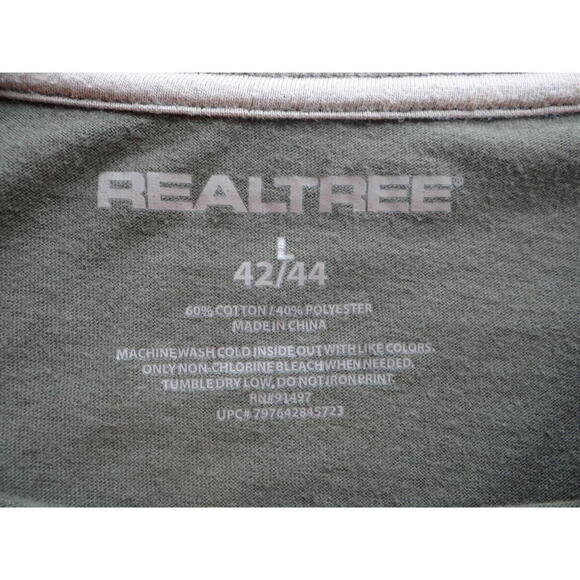 REALTREE®
L
42/44
60% COTTON / 40% POLYESTER
MADE IN CHINA
MACHINE WASH COLD INSIDE OUT WITH LIKE COLORS.
ONLY NON-CHLORINE BLEACH WHEN NEEDED.
TUMBLE DRY LOW, DO NOT IRON PRINT.
RN#91497
UPC# 797642845723